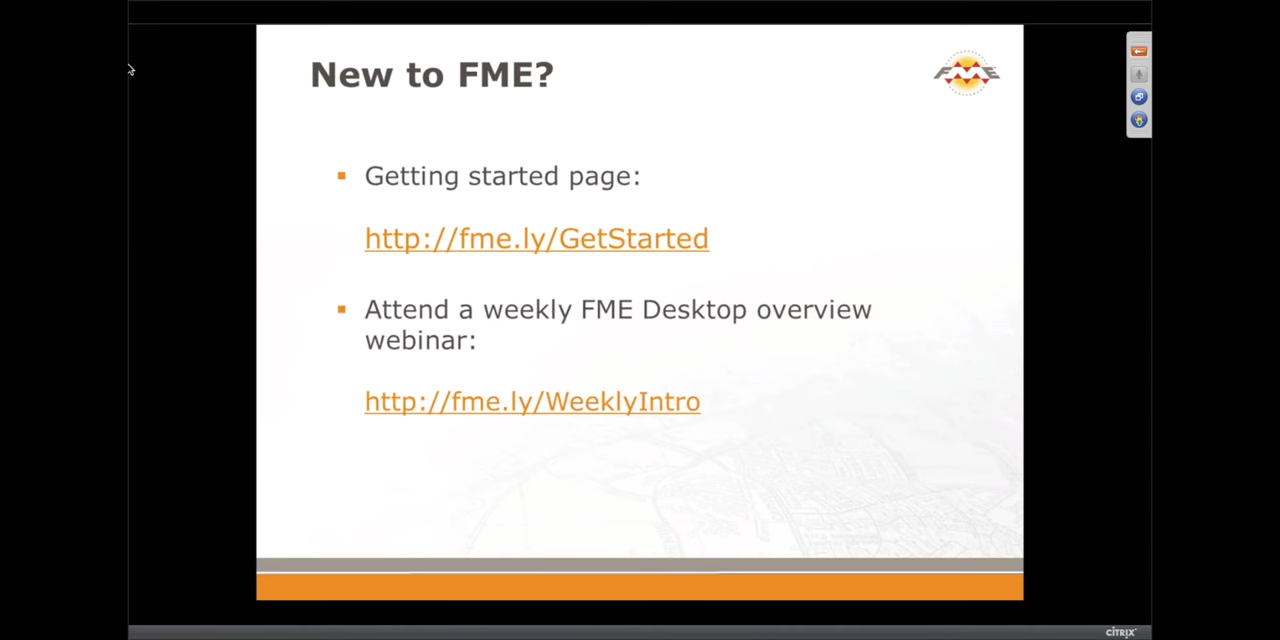 New to FME?
FME
Getting started page:
http://fme.ly/GetStarted
Attend a weekly FME Desktop overview
webinar:
http://fme.ly/WeeklyIntro
CITRIX